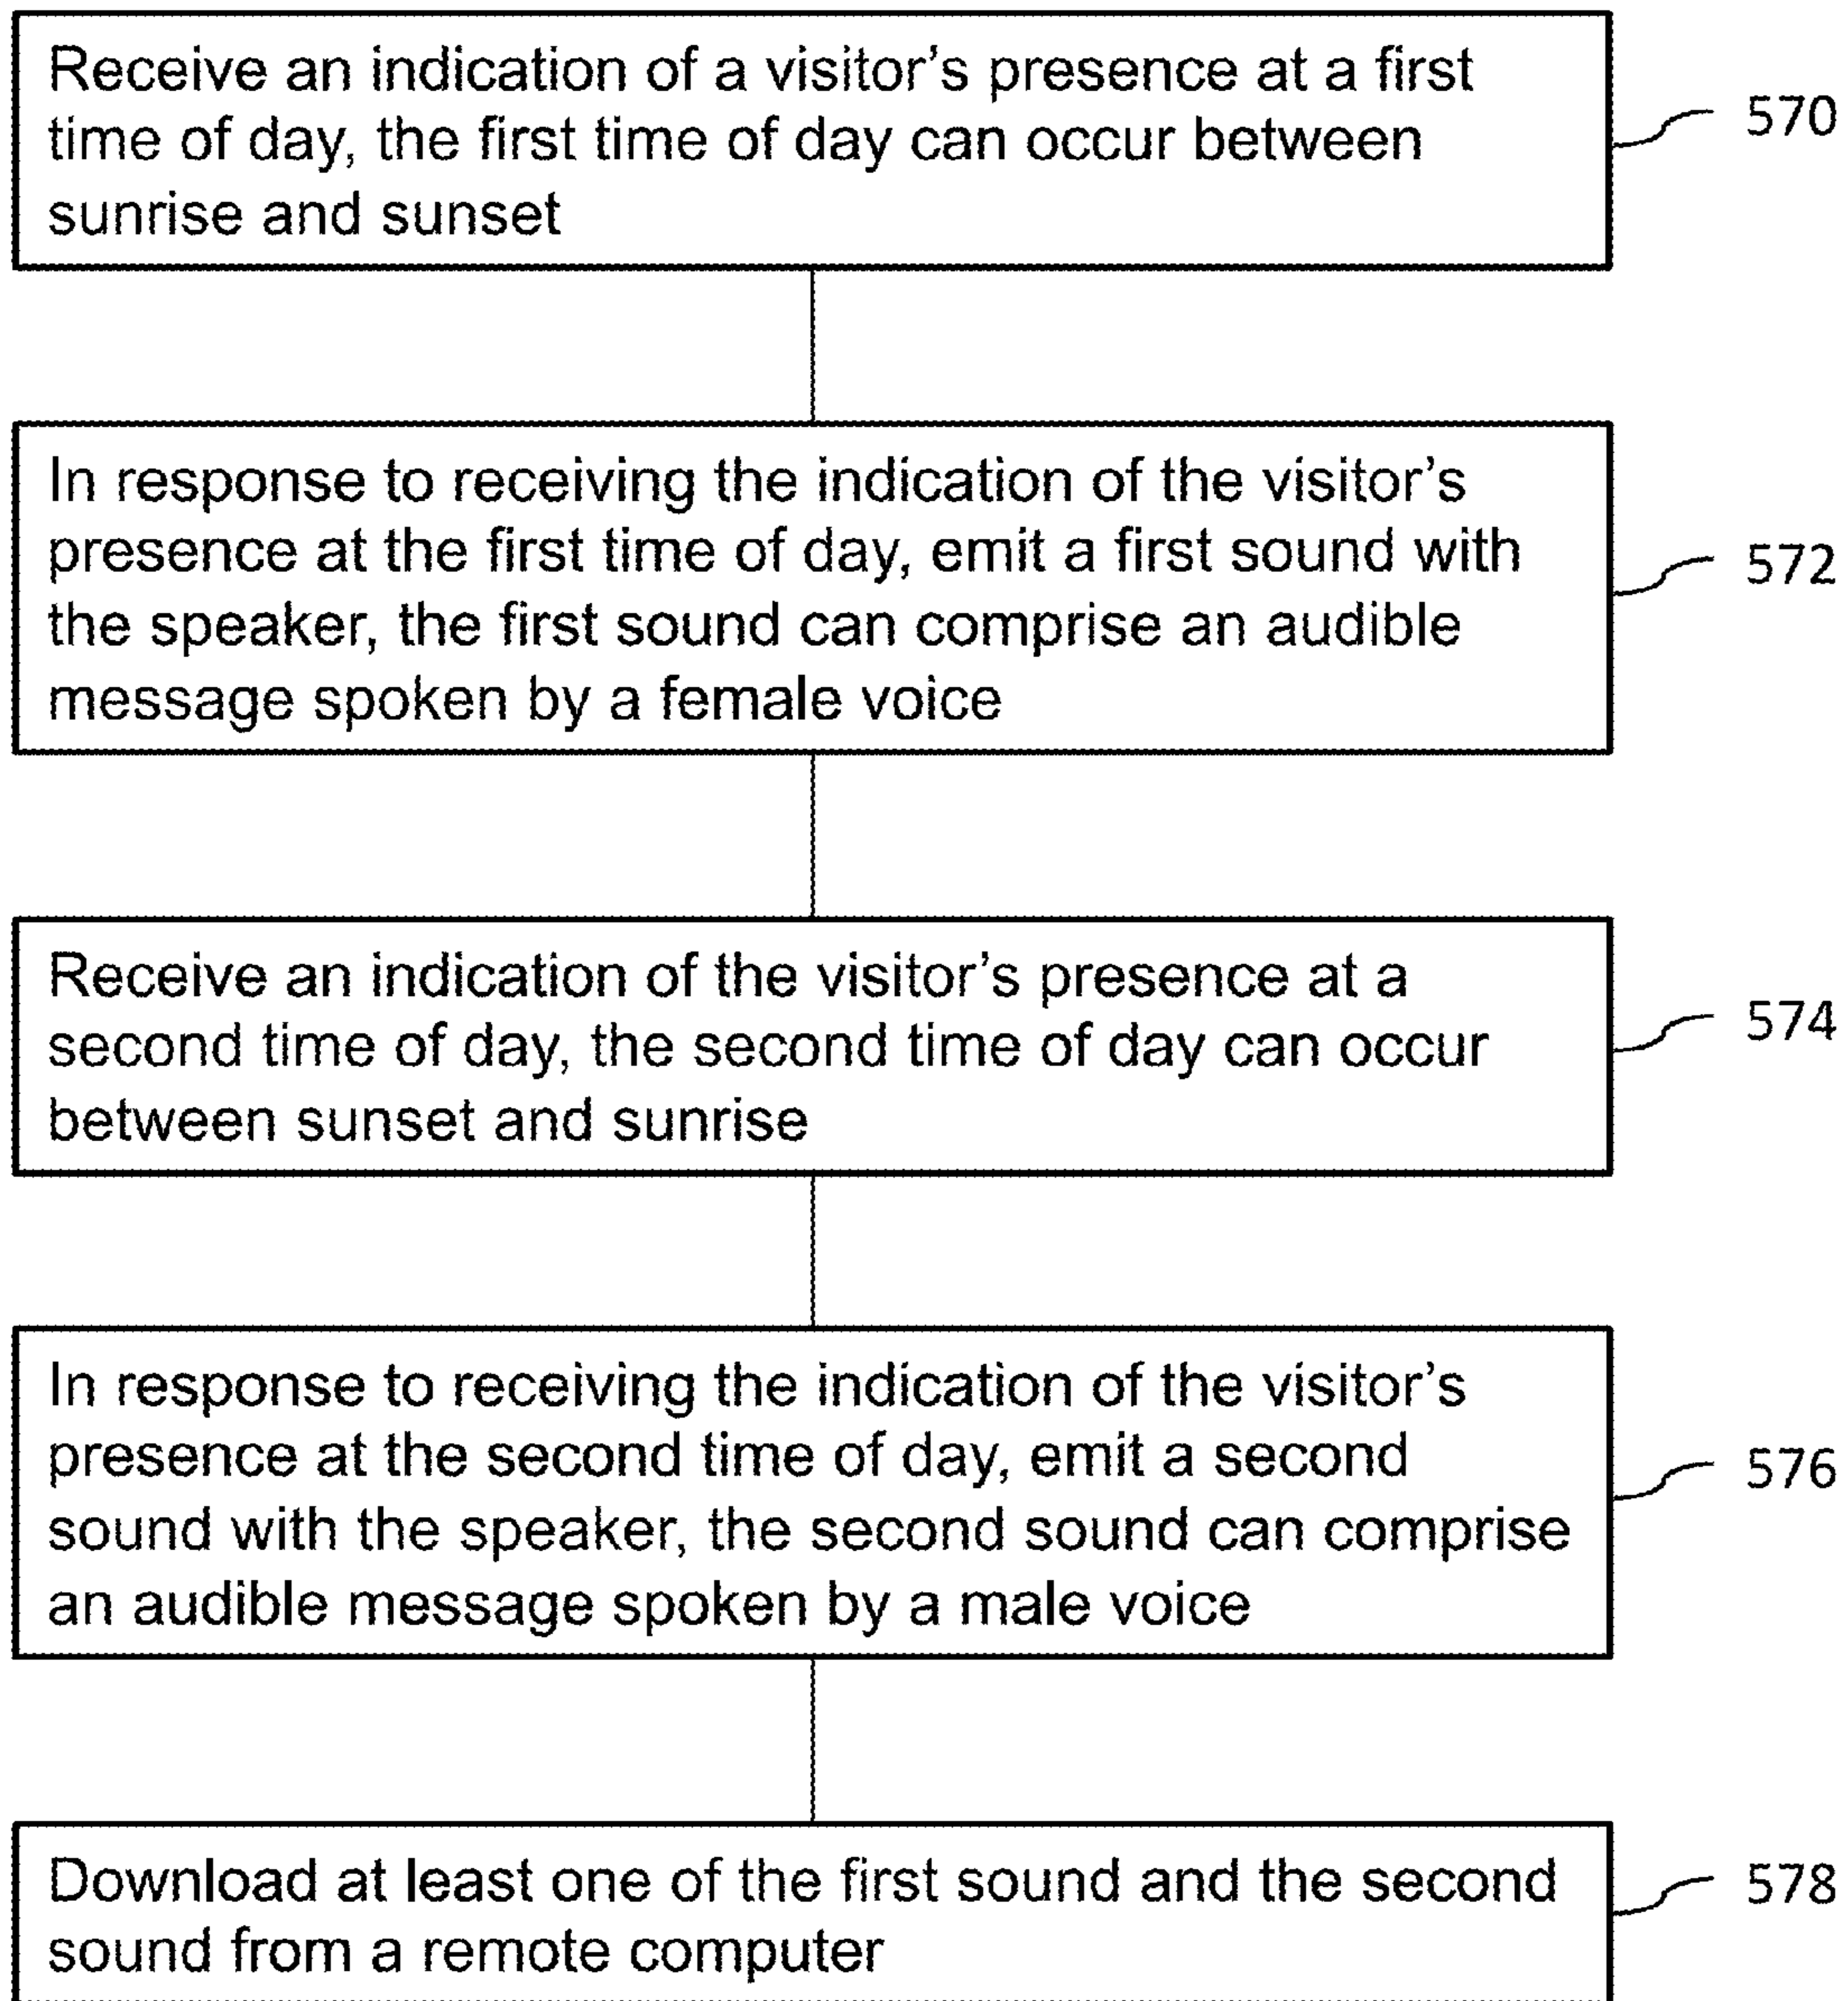 Receive an indication of a visitor's presence at a first
time of day, the first time of day can occur between
sunrise and sunset
570
In response to receiving the indication of the visitor's
presence at the first time of day, emit a first sound with
the speaker, the first sound can comprise an audible
message spoken by a female voice
572
Receive an indication of the visitor's presence at a
second time of day, the second time of day can occur
between sunset and sunrise
574
In response to receiving the indication of the visitor's
presence at the second time of day, emit a second
sound with the speaker, the second sound can comprise
an audible message spoken by a male voice
576
Download at least one of the first sound and the second
sound from a remote computer
578